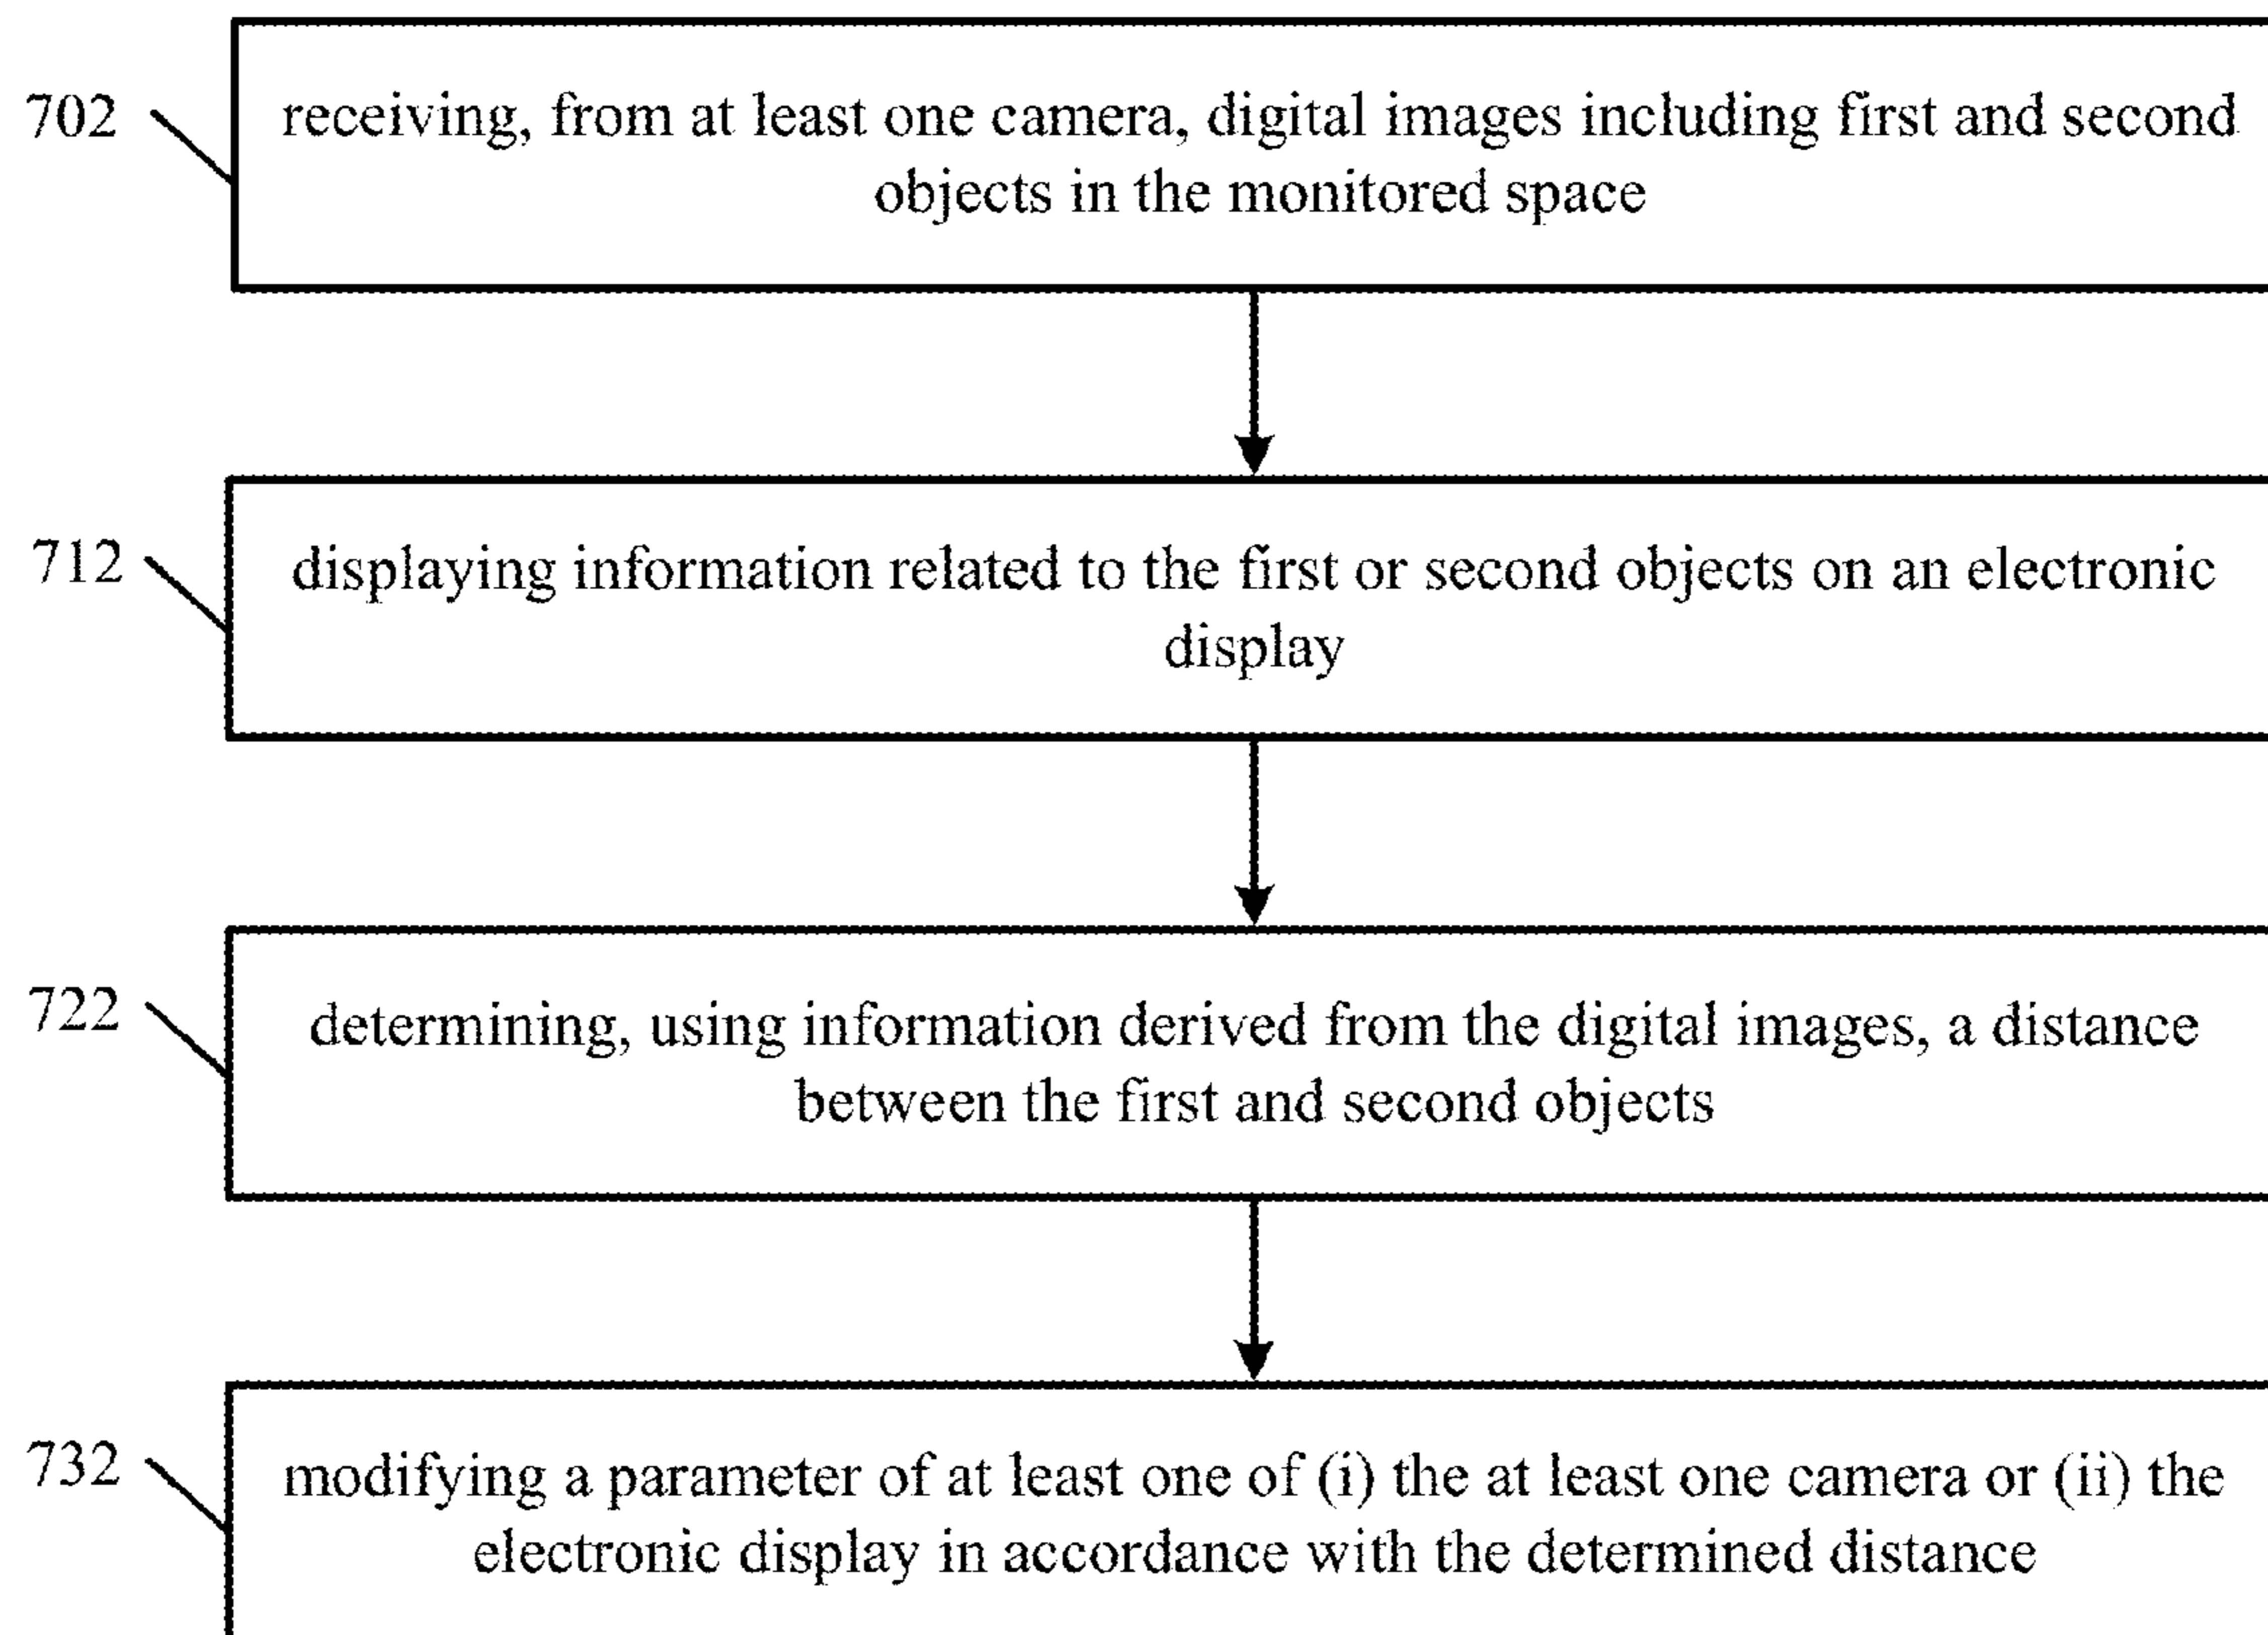 702
receiving, from at least one camera, digital images including first and second
objects in the monitored space
712
displaying information related to the first or second objects on an electronic
display
722
determining, using information derived from the digital images, a distance
between the first and second objects
732
modifying a parameter of at least one of (i) the at least one camera or (ii) the
electronic display in accordance with the determined distance